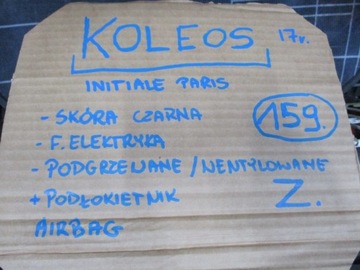 KOLEOS 17r.
INITIALE PARIS
- SKÓRA CZARNA
159.
- F. ELEKTRYKA
- PODGRZEWANE / WENTYLOWANE
+ PODŁOKIETNIK Z.
AIRBAG